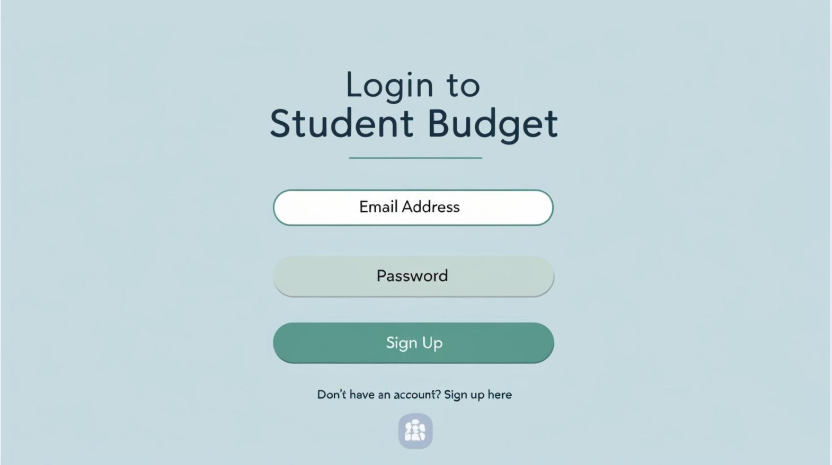 Login to
Student Budget
Email Address
Password
Sign Up
Don't have an account? Sign up here